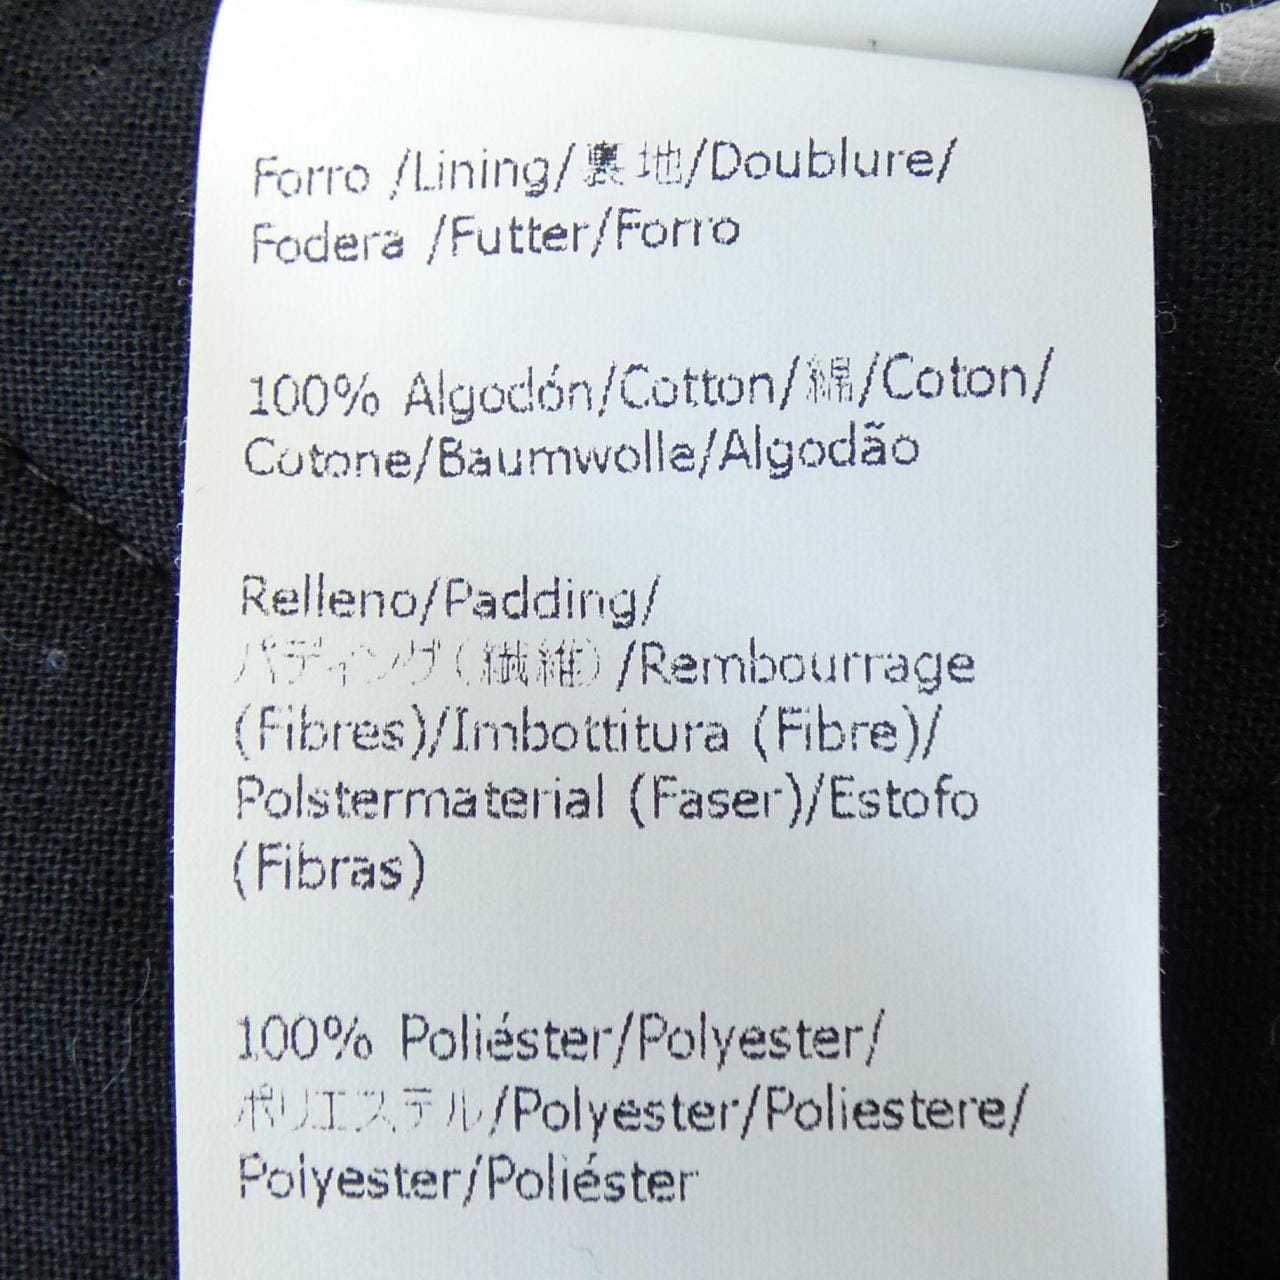 Forro /Lining/裏地/Doublure/
Fodera /Futter/Forro
100% Algodón/Cotton/綿/Coton/
Cotone/Baumwolle/Algodão
Relleno/Padding/
パディング(繊維) /Rembourrage
(Fibres)/Imbottitura (Fibre)/
Polstermaterial (Faser)/Estofo
(Fibras)
100% Poliéster/Polyester/
ポリエステル/Polyester/Poliestere/
Polyester/Poliéster